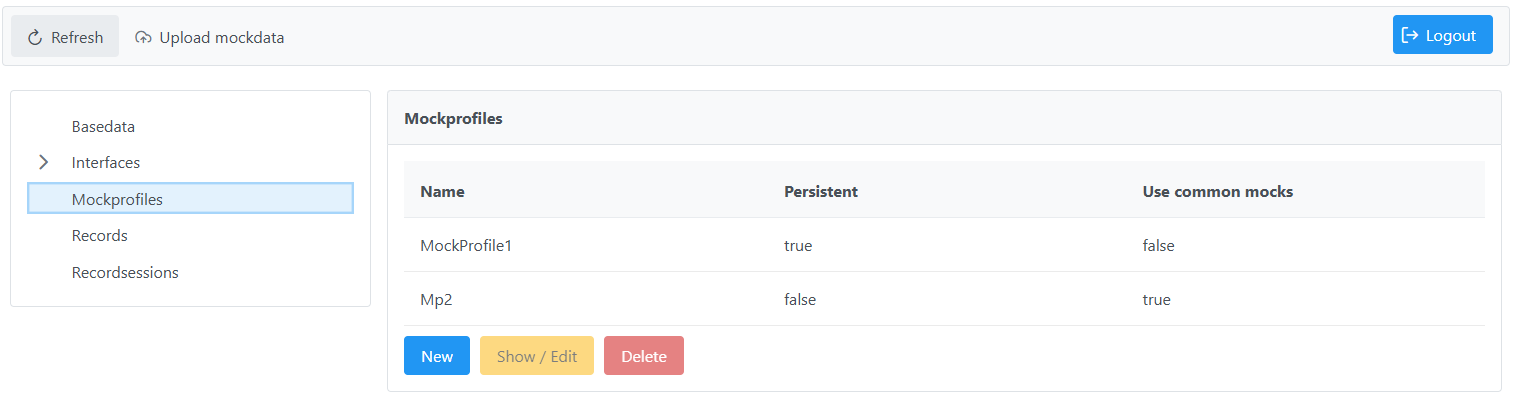 Refresh Upload mockdata Logout
Basedata
Interfaces
Mockprofiles
Records
Recordsessions
Mockprofiles
Name Persistent Use common mocks
MockProfile1 true false
Mp2 false true
New Show / Edit Delete